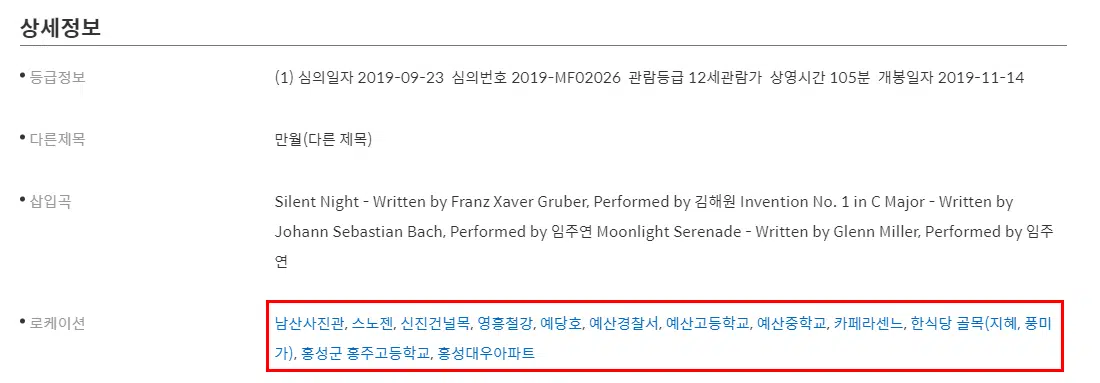 상세정보
등급정보 (1) 심의일자 2019-09-23 심의번호 2019-MF02026 관람등급 12세관람가 상영시간 105분 개봉일자 2019-11-14
다른제목 만월(다른 제목)
삽입곡 Silent Night - Written by Franz Xaver Gruber, Performed by 김해원 Invention No. 1 in C Major - Written by
Johann Sebastian Bach, Performed by 임주연 Moonlight Serenade - Written by Glenn Miller, Performed by 임주
연
로케이션 남산사진관, 스노젠, 신진건널목, 영흥철강, 예당호, 예산경찰서, 예산고등학교, 예산중학교, 카페라센느, 한식당 골목(지혜, 풍미
가), 홍성군 홍주고등학교, 홍성대우아파트